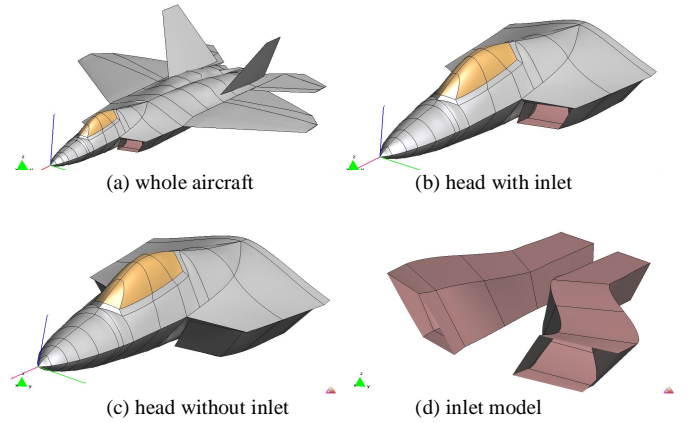 (a) whole aircraft
(b) head with inlet
(c) head without inlet
(d) inlet model